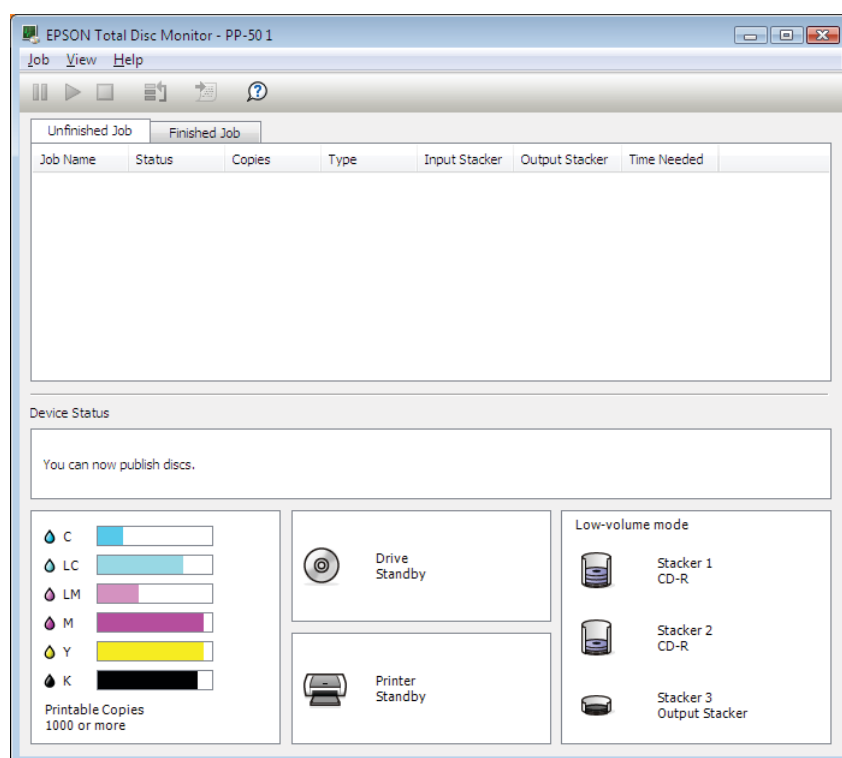 EPSON Total Disc Monitor - PP-50 1
Job View Help
Unfinished Job Finished Job
Job Name Status Copies Type Input Stacker Output Stacker Time Needed
Device Status
You can now publish discs.
C
LC
LM
M
Y
K
Printable Copies
1000 or more
Drive
Standby
Printer
Standby
Low-volume mode
Stacker 1
CD-R
Stacker 2
CD-R
Stacker 3
Output Stacker